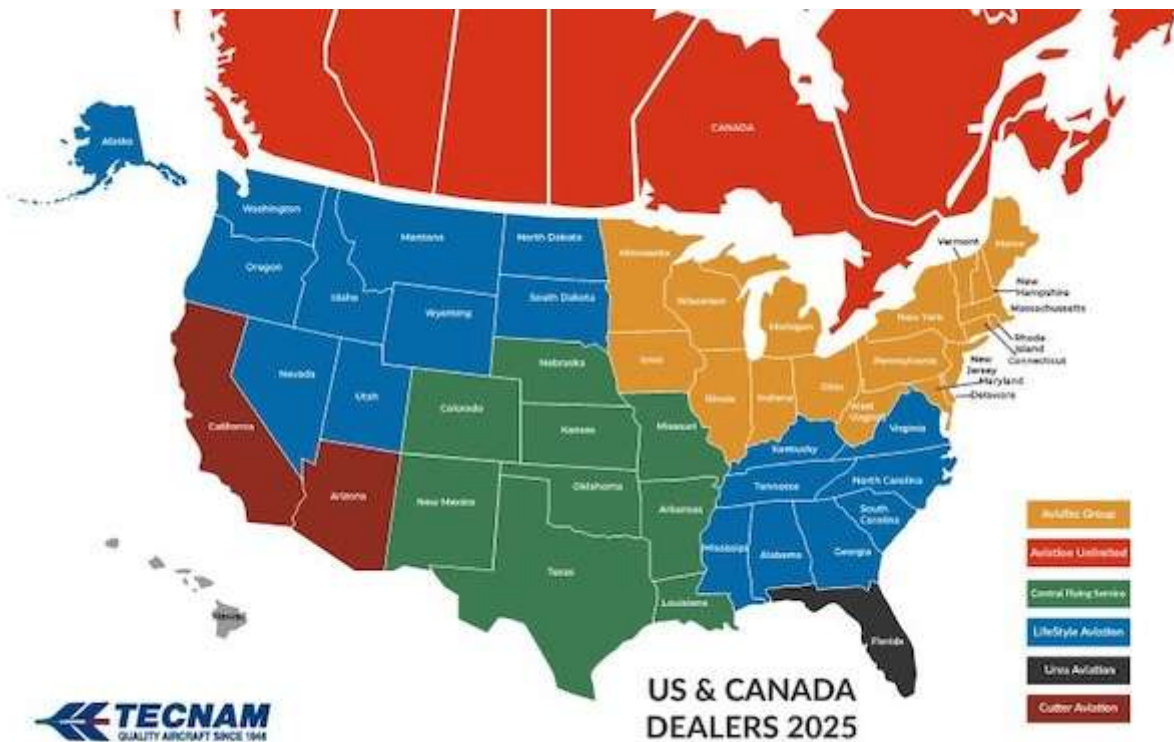 Alaska
CANADA
Washington
Montana
North Dakota
Minnesota
Vermont
Maine
Oregon
Idaho
South Dakota
Wisconsin
Michigan
New York
New
Hampshire
Massachusetts
Wyoming
Rhode
Island
Connecticut
Nevada
Utah
Nebraska
Iowa
Illinois
Indiana
Ohio
Pennsylvania
New
Jersey
Maryland
Delaware
California
Colorado
Kansas
Missouri
West
Virginia
Virginia
Kentucky
Arizona
New Mexico
Oklahoma
Arkansas
Tennesse
North Carolina
South
Carolina
Texas
Louisiana
Alabama
Georgia
Florida
Central Flying Service
LifeStyle Aviation
Aviation Unlimited
Cutter Aviation
TECNAM
QUALITY AIRCRAFT SINCE 1948
US & CANADA
DEALERS 2025